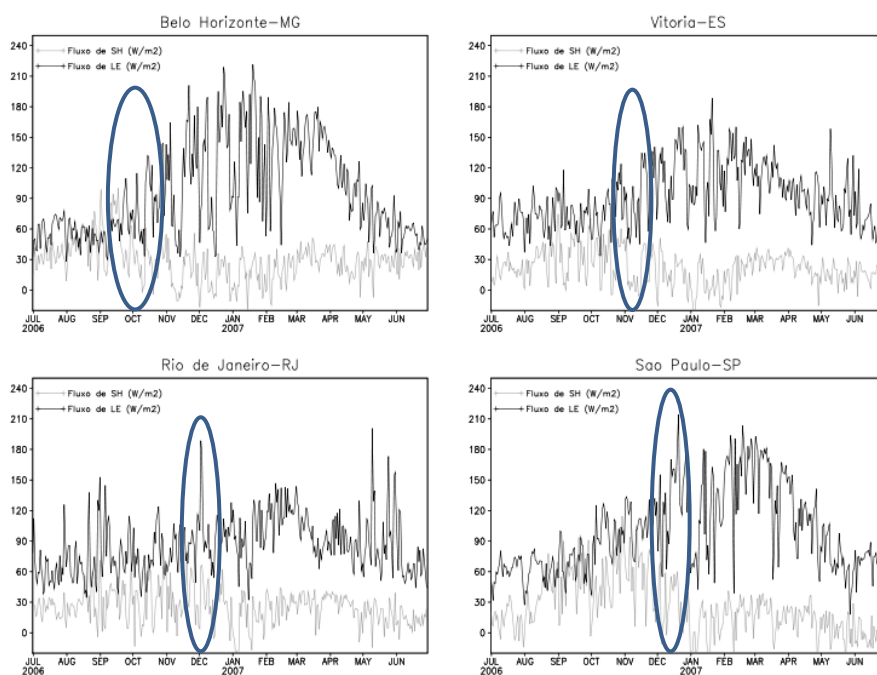 Belo Horizonte-MG
240
210
180
150
120
90
60
30
0
Fluxo de SH (W/m2)
Fluxo de LE (W/m2)
JUL AUG SEP OCT NOV DEC JAN FEB MAR APR MAY JUN
2006 2007
Vitoria-ES
240
210
180
150
120
90
60
30
0
Fluxo de SH (W/m2)
Fluxo de LE (W/m2)
JUL AUG SEP OCT NOV DEC JAN FEB MAR APR MAY JUN
2006 2007
Rio de Janeiro-RJ
240
210
180
150
120
90
60
30
0
Fluxo de SH (W/m2)
Fluxo de LE (W/m2)
JUL AUG SEP OCT NOV DEC JAN FEB MAR APR MAY JUN
2006 2007
Sao Paulo-SP
240
210
180
150
120
90
60
30
0
Fluxo de SH (W/m2)
Fluxo de LE (W/m2)
JUL AUG SEP OCT NOV DEC JAN FEB MAR APR MAY JUN
2006 2007